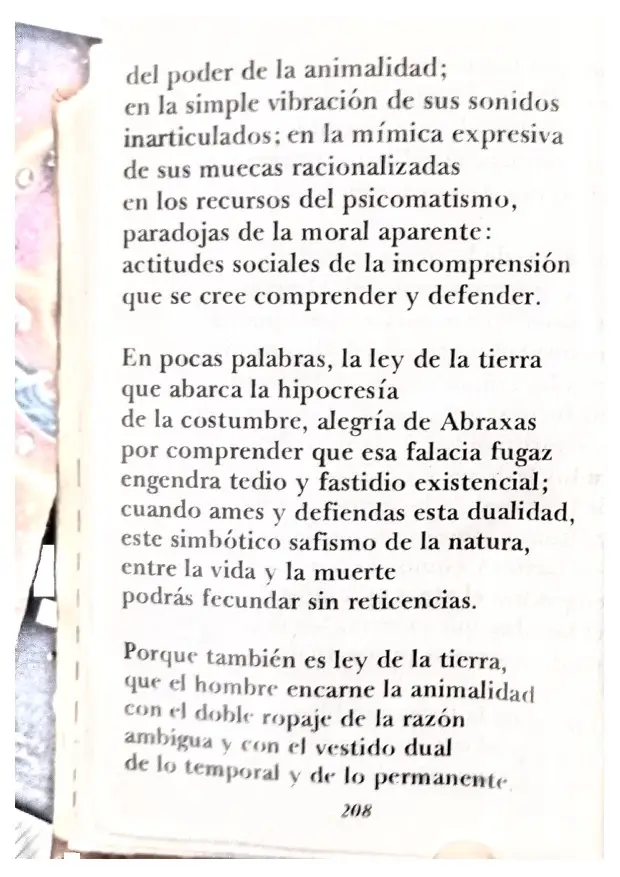 del poder de la animalidad;
en la simple vibración de sus sonidos
inarticulados; en la mímica expresiva
de sus muecas racionalizadas
en los recursos del psicomatismo,
paradojas de la moral aparente:
actitudes sociales de la incomprensión
que se cree comprender y defender.
En pocas palabras, la ley de la tierra
que abarca la hipocresía
de la costumbre, alegría de Abraxas
por comprender que esa falacia fugaz
engendra tedio y fastidio existencial;
cuando ames y defiendas esta dualidad,
este simbótico safismo de la natura,
entre la vida y la muerte
podrás fecundar sin reticencias.
Porque también es ley de la tierra,
que el hombre encarne la animalidad
con el doble ropaje de la razón
ambigua y con el vestido dual
de lo temporal y de lo permanente.
208